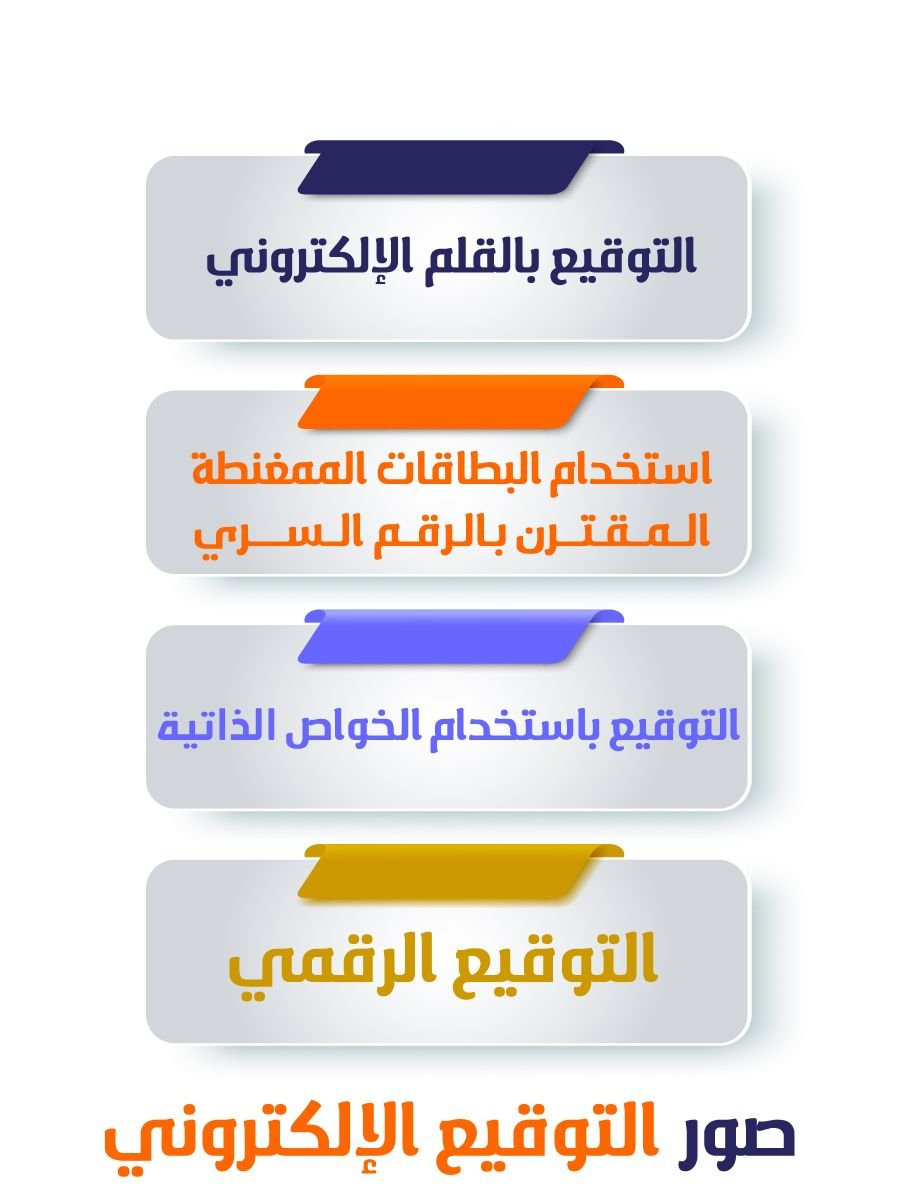 التوقيع بالقلم الإلكتروني
استخدام البطاقات الممغنطة
المقترن بالرقم السري
التوقيع باستخدام الخواص الذاتية
التوقيع الرقمي
صور التوقيع الإلكتروني